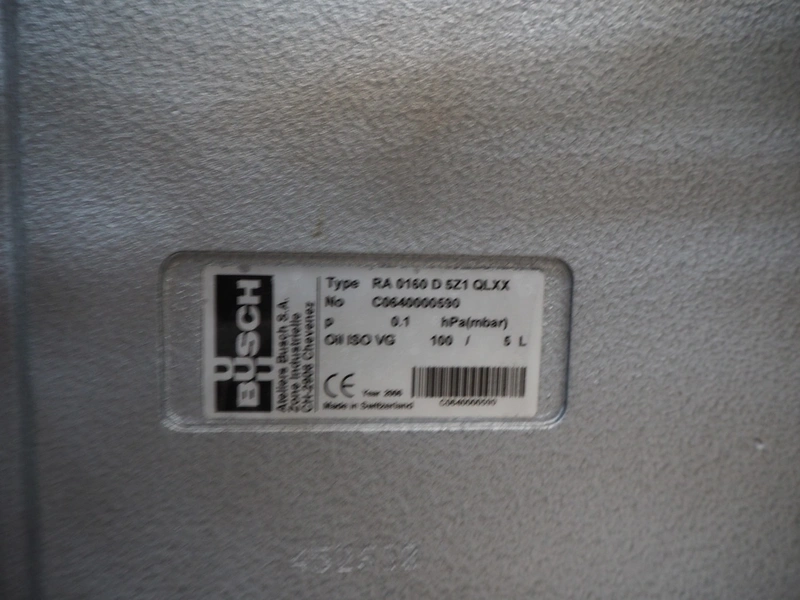 BUSCH
Ateliers Busch S.A.
Zone Industrielle
CH-2906 Chevenez
Type RA 0160 D 5Z1 QLXX
No C0640000590
p 0.1 hPa(mbar)
Oil ISO VG 100 / 5 L
CE Year 2006
Made in Switzerland
C0640000590